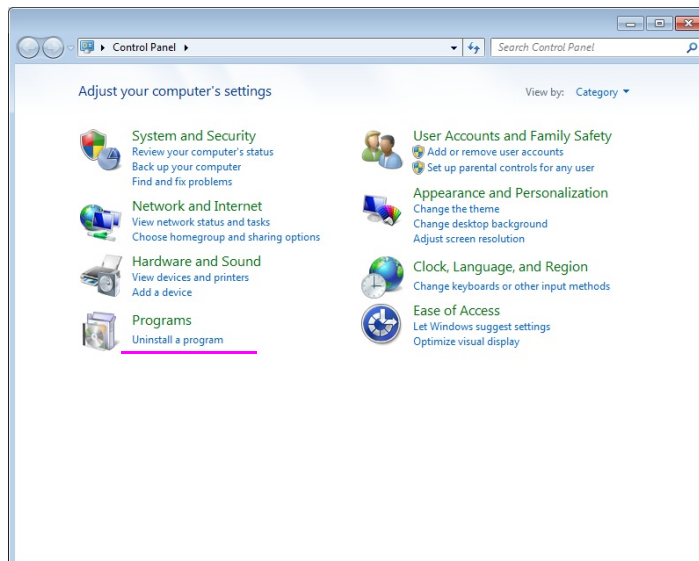 Control Panel
Search Control Panel
Adjust your computer's settings
View by: Category
System and Security
Review your computer's status
Back up your computer
Find and fix problems
Network and Internet
View network status and tasks
Choose homegroup and sharing options
Hardware and Sound
View devices and printers
Add a device
Programs
Uninstall a program
User Accounts and Family Safety
Add or remove user accounts
Set up parental controls for any user
Appearance and Personalization
Change the theme
Change desktop background
Adjust screen resolution
Clock, Language, and Region
Change keyboards or other input methods
Ease of Access
Let Windows suggest settings
Optimize visual display